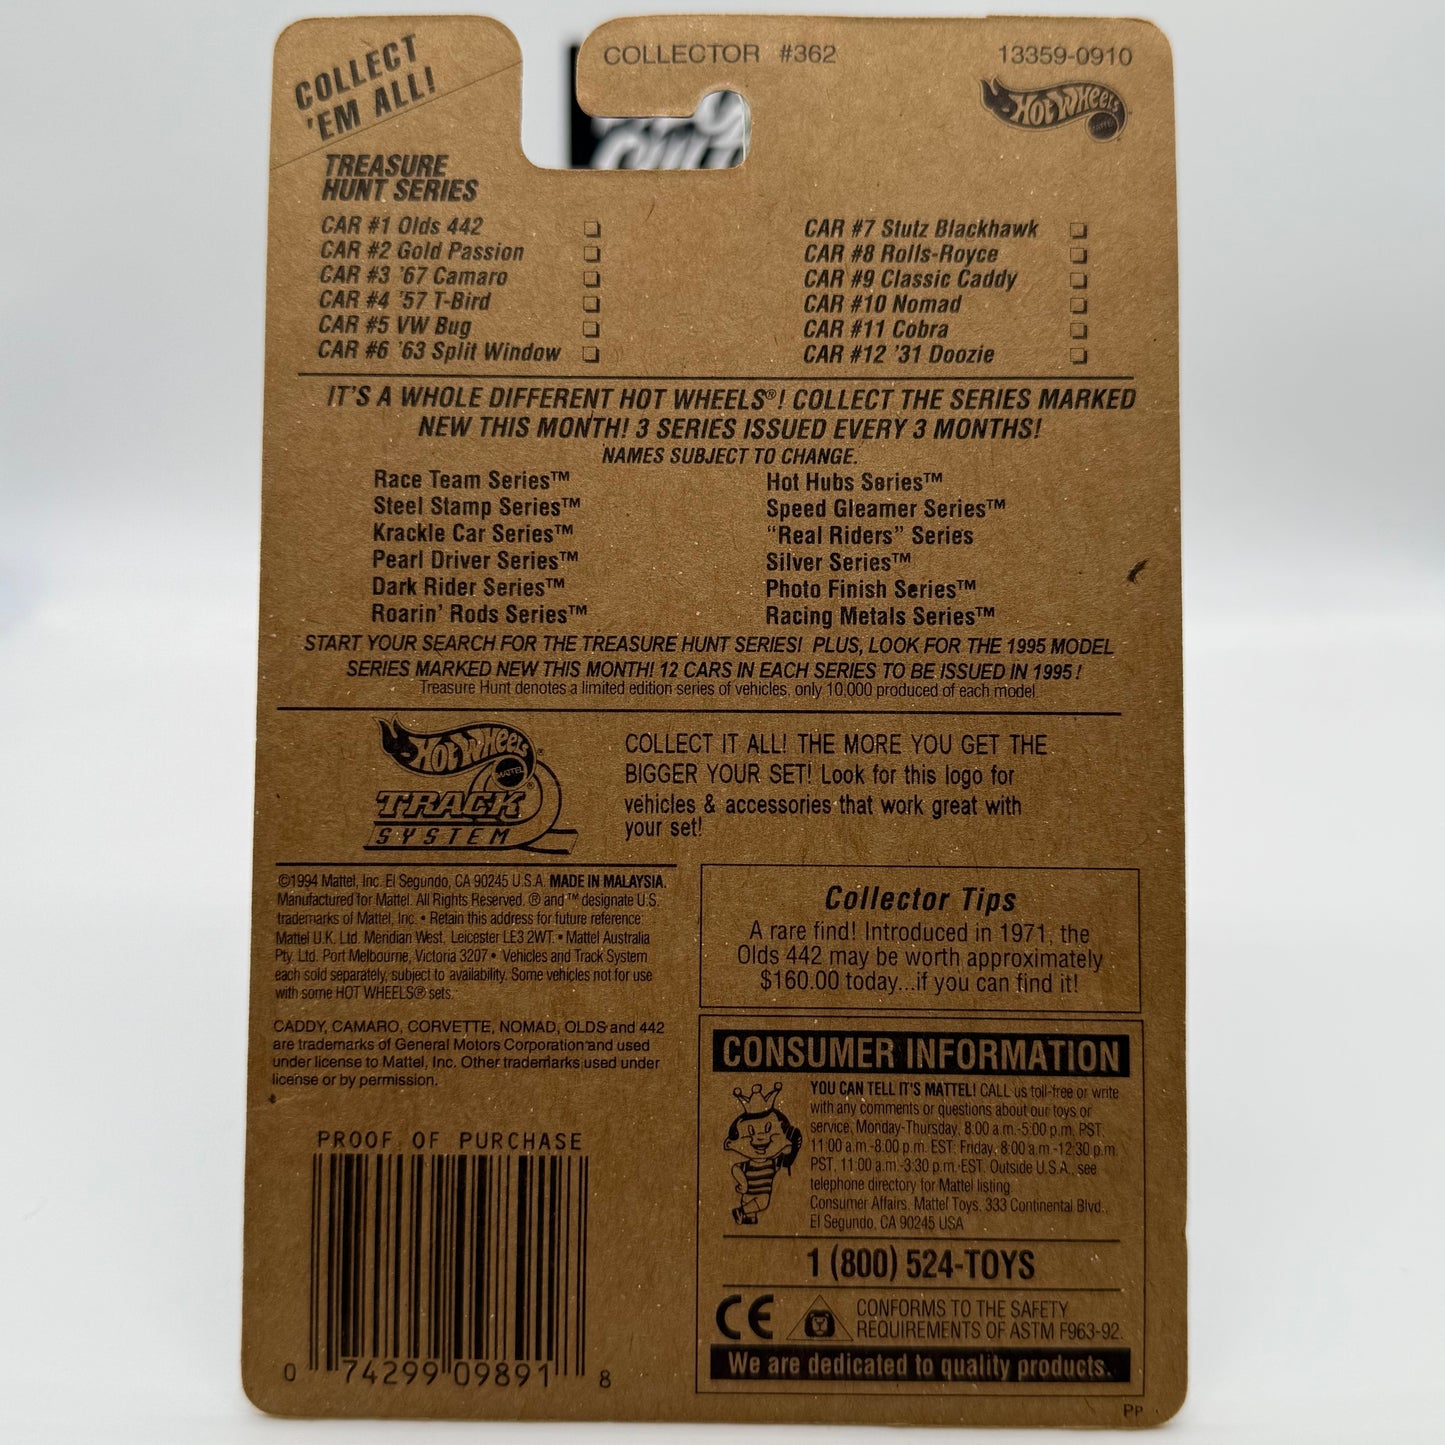 COLLECT
'EM ALL!
COLLECTOR #362
13359-0910
HOT WHEELS
MATTEL
TREASURE
HUNT SERIES
CAR #1 Olds 442
CAR #2 Gold Passion
CAR #3 '67 Camaro
CAR #4 '57 T-Bird
CAR #5 VW Bug
CAR #6 '63 Split Window
CAR #7 Stutz Blackhawk
CAR #8 Rolls-Royce
CAR #9 Classic Caddy
CAR #10 Nomad
CAR #11 Cobra
CAR #12 '31 Doozie
IT'S A WHOLE DIFFERENT HOT WHEELS®! COLLECT THE SERIES MARKED
NEW THIS MONTH! 3 SERIES ISSUED EVERY 3 MONTHS!
NAMES SUBJECT TO CHANGE.
Race Team Series™
Steel Stamp Series™
Krackle Car Series™
Pearl Driver Series™
Dark Rider Series™
Roarin' Rods Series™
Hot Hubs Series™
Speed Gleamer Series™
"Real Riders" Series
Silver Series™
Photo Finish Series™
Racing Metals Series™
START YOUR SEARCH FOR THE TREASURE HUNT SERIES! PLUS, LOOK FOR THE 1995 MODEL
SERIES MARKED NEW THIS MONTH! 12 CARS IN EACH SERIES TO BE ISSUED IN 1995!
Treasure Hunt denotes a limited edition series of vehicles, only 10,000 produced of each model
HOT WHEELS®
MATTEL
TRACK®
SYSTEM
COLLECT IT ALL! THE MORE YOU GET THE
BIGGER YOUR SET! Look for this logo for
vehicles & accessories that work great with
your set!
©1994 Mattel, Inc. El Segundo, CA 90245 U.S.A. MADE IN MALAYSIA.
Manufactured for Mattel. All Rights Reserved. ® and ™ designate U.S.
trademarks of Mattel, Inc. • Retain this address for future reference:
Mattel U.K. Ltd. Meridian West, Leicester LE3 2WT. • Mattel Australia
Pty. Ltd. Port Melbourne, Victoria 3207 • Vehicles and Track System
each sold separately, subject to availability. Some vehicles not for use
with some HOT WHEELS® sets.
CADDY, CAMARO, CORVETTE, NOMAD, OLDS and 442
are trademarks of General Motors Corporation and used
under license to Mattel, Inc. Other trademarks used under
license or by permission.
Collector Tips
A rare find! Introduced in 1971, the
Olds 442 may be worth approximately
$160.00 today...if you can find it!
CONSUMER INFORMATION
YOU CAN TELL IT'S MATTEL! CALL us toll-free or write
with any comments or questions about our toys or
service, Monday-Thursday, 8:00 a.m.-5:00 p.m. PST,
11:00 a.m.-8:00 p.m. EST: Friday, 8:00 a.m.-12:30 p.m.
PST, 11:00 a.m.-3:30 p.m. EST. Outside U.S.A., see
telephone directory for Mattel listing.
Consumer Affairs, Mattel Toys, 333 Continental Blvd.,
El Segundo, CA 90245 USA
1 (800) 524-TOYS
CE
CONFORMS TO THE SAFETY
REQUIREMENTS OF ASTM F963-92.
We are dedicated to quality products.
PROOF OF PURCHASE
0 74299 09891 8
PP